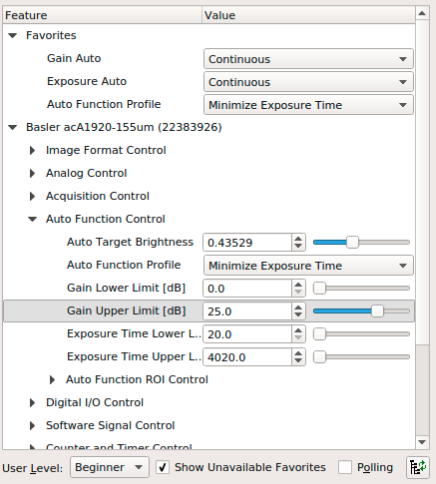 Feature Value
Favorites
Gain Auto Continuous
Exposure Auto Continuous
Auto Function Profile Minimize Exposure Time
Basler acA1920-155um (22383926)
Image Format Control
Analog Control
Acquisition Control
Auto Function Control
Auto Target Brightness 0.43529
Auto Function Profile Minimize Exposure Time
Gain Lower Limit [dB] 0.0
Gain Upper Limit [dB] 25.0
Exposure Time Lower L... 20.0
Exposure Time Upper L... 4020.0
Auto Function ROI Control
Digital I/O Control
Software Signal Control
Counter and Timer Control
User Level: Beginner Show Unavailable Favorites Polling